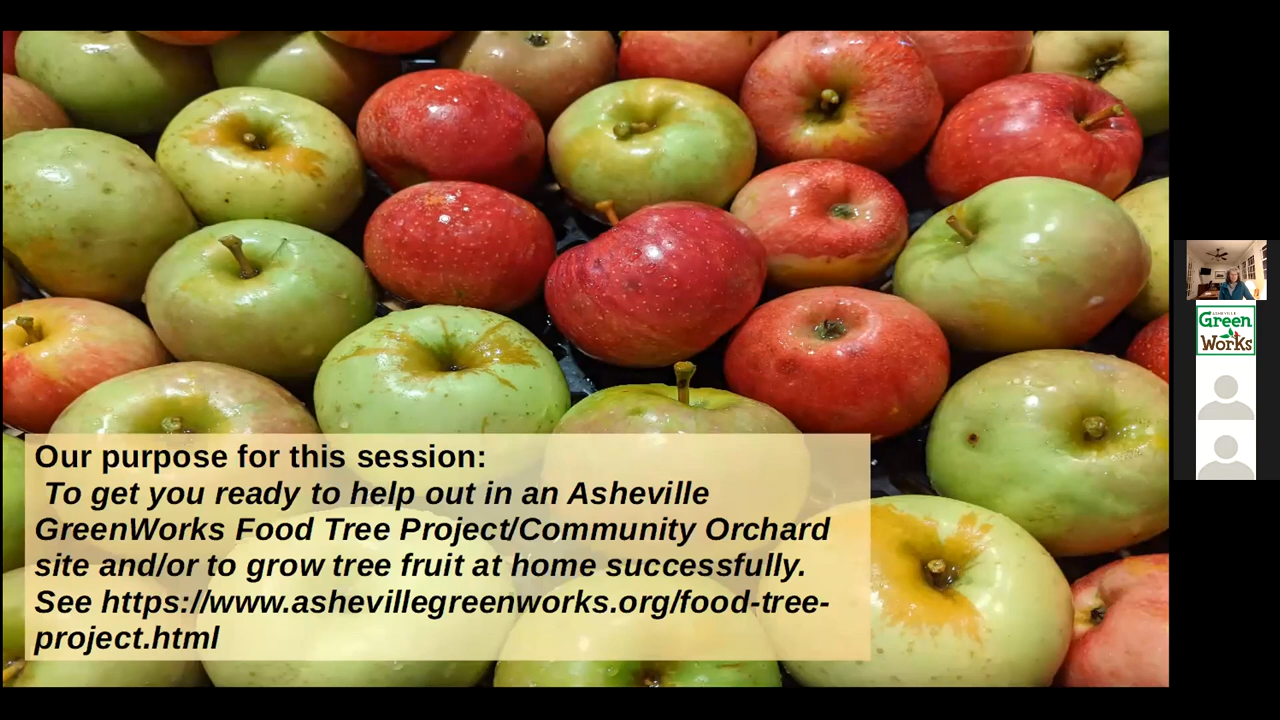 Our purpose for this session:
To get you ready to help out in an Asheville
GreenWorks Food Tree Project/Community Orchard
site and/or to grow tree fruit at home successfully.
See https://www.ashevillegreenworks.org/food-tree-
project.html
ASHEVILLE
Green
Works